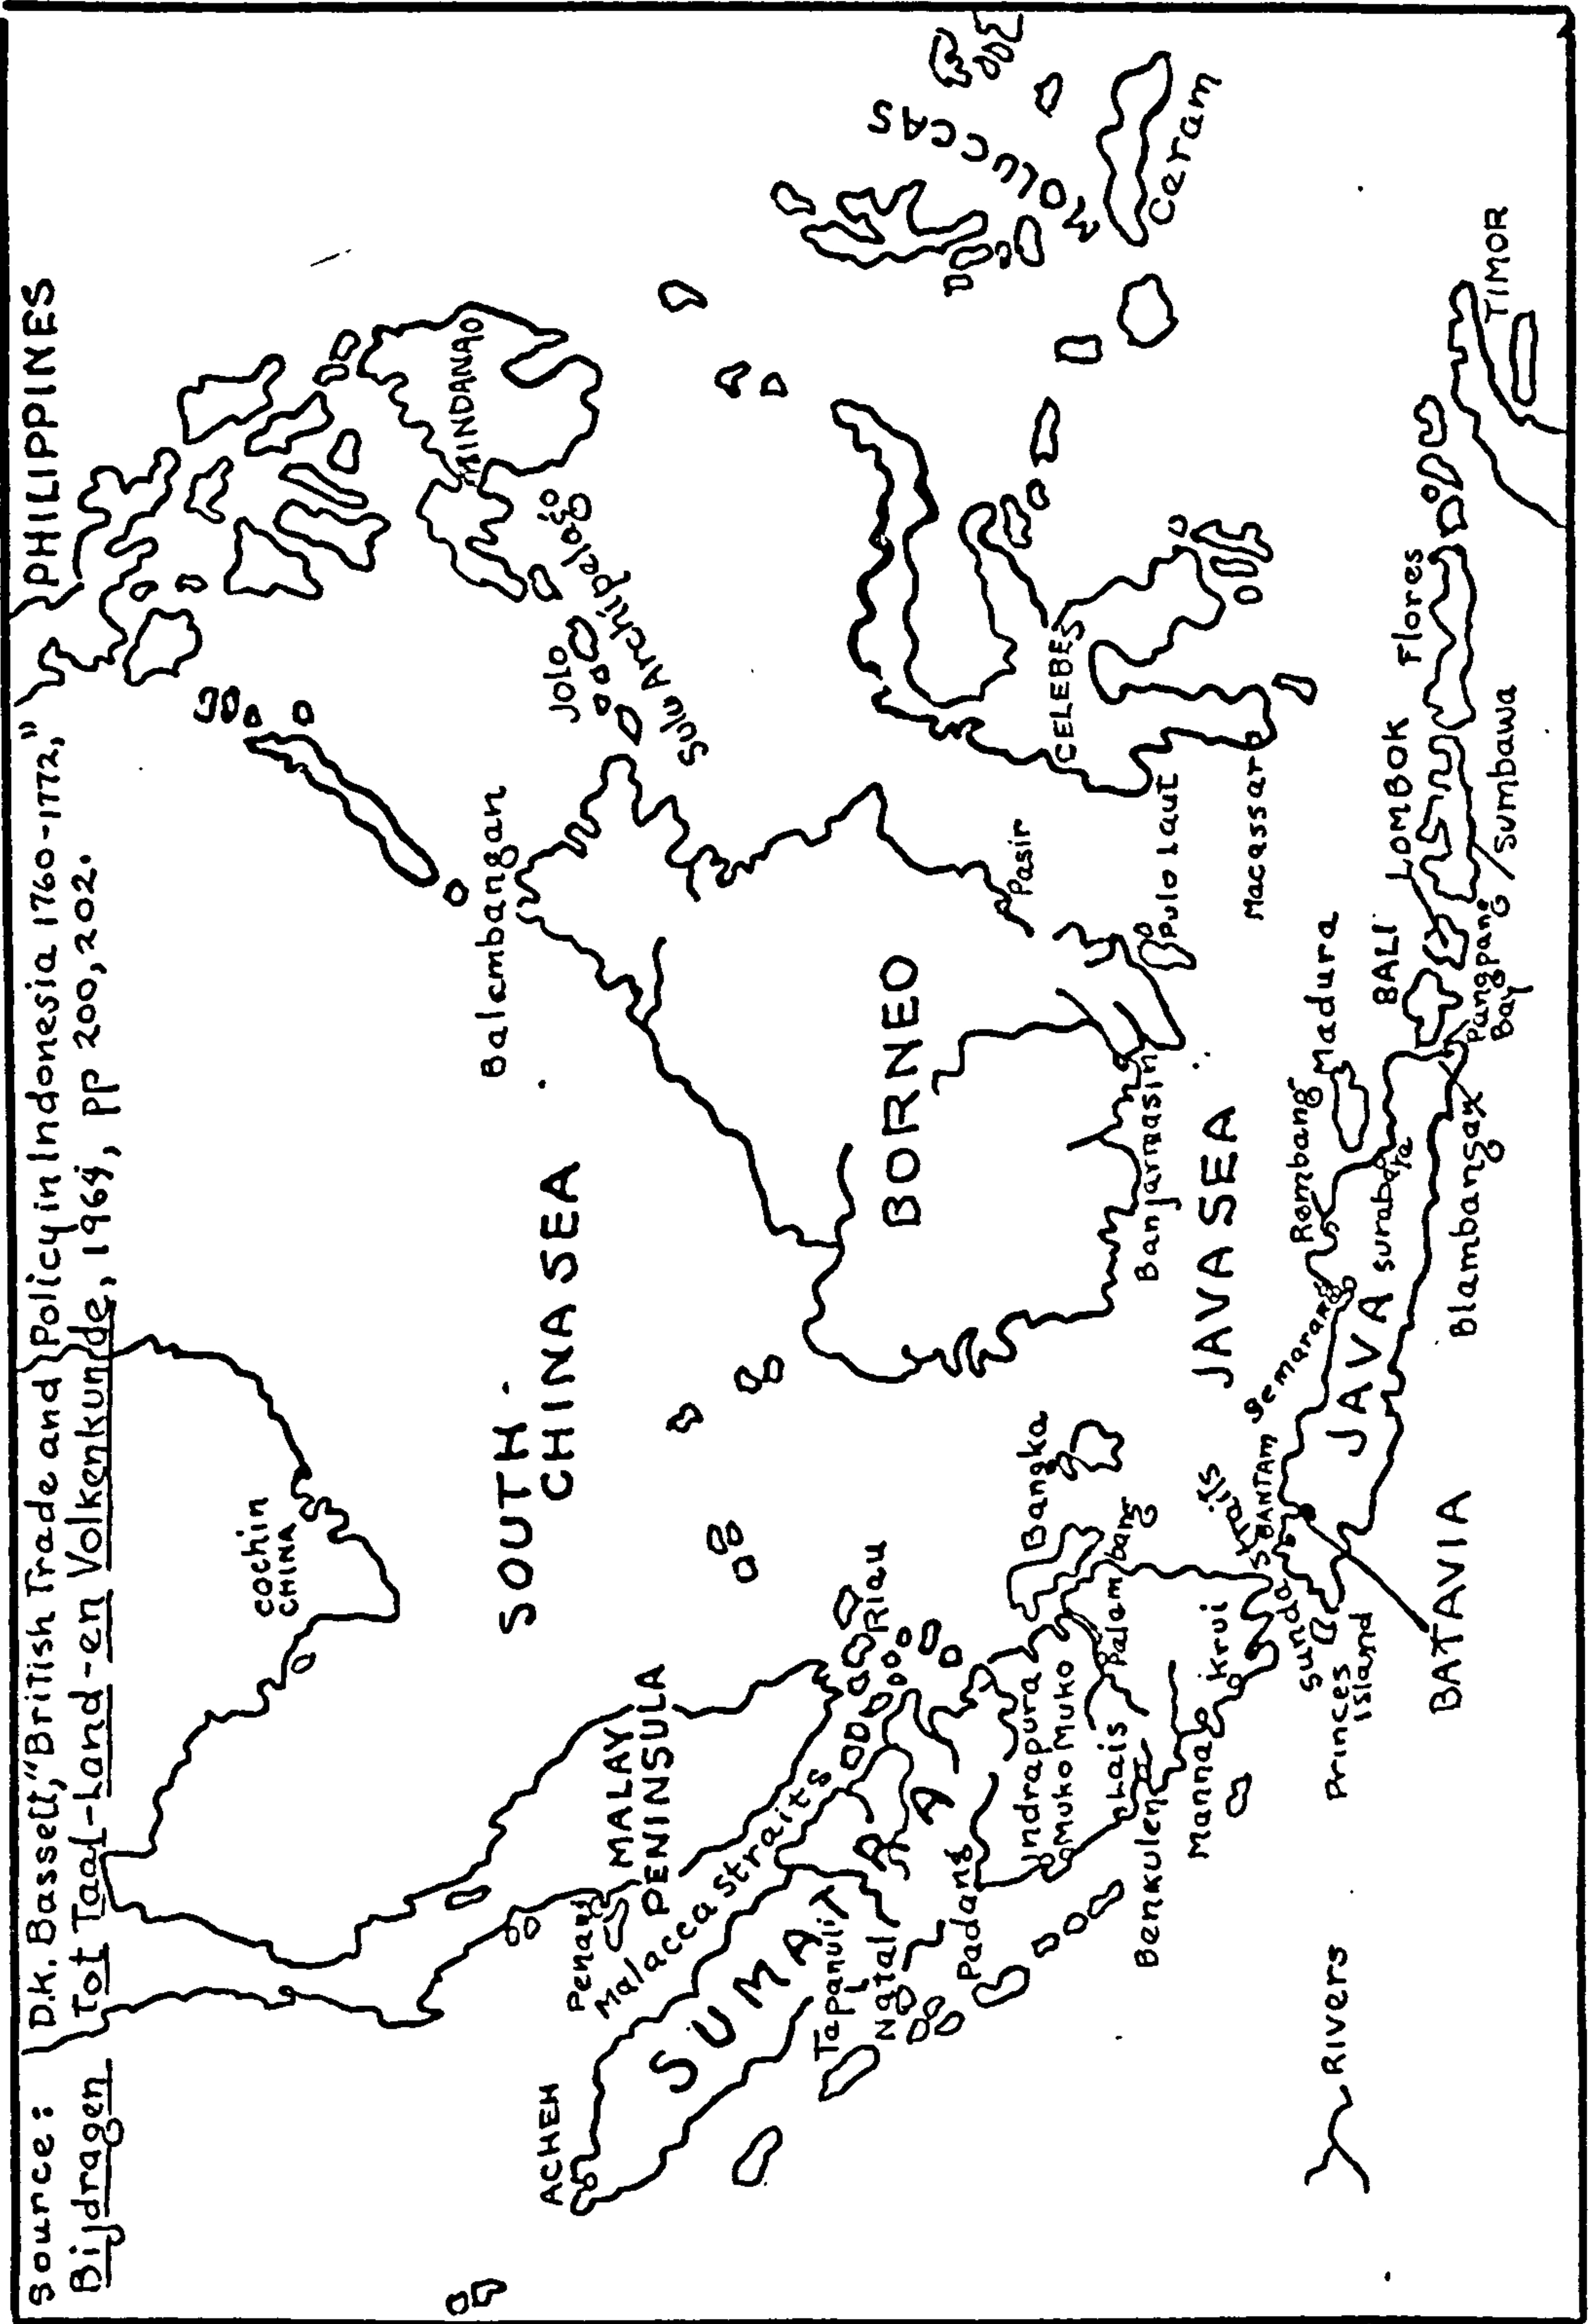 Source: D.K. Bassett, "British Trade and Policy in Indonesia 1760-1772,"
Bijdragen Tot Taal-Land-en Volkenkunde, 1964, pp 200, 202.
PHILIPPINES
MINDANAO
Sulu Archipelago
Jolo
Balambangan
COCHIN
CHINA
SOUTH
CHINA SEA
MOLUCCAS
Ceram
CELEBES
Macassar
BORNEO
Pasir
Pulo Laut
Banjarmasin
MALAY
PENINSULA
Penang
Malacca Straits
ACHEH
SUMATRA
Riau
Tapanuli
Natal
Padang
Indrapura
Muko Muko
Lais
Benkulen
Manna
Krui
Palembang
Bangka
JAVA SEA
Sunda Straits
BANTAM
Princes
Island
BATAVIA
JAVA
Semarang
Rembang
Surabaya
Madura
Blambangan
Pangpang
Bay
BALI
LOMBOK
Sumbawa
Flores
TIMOR
RIVERS